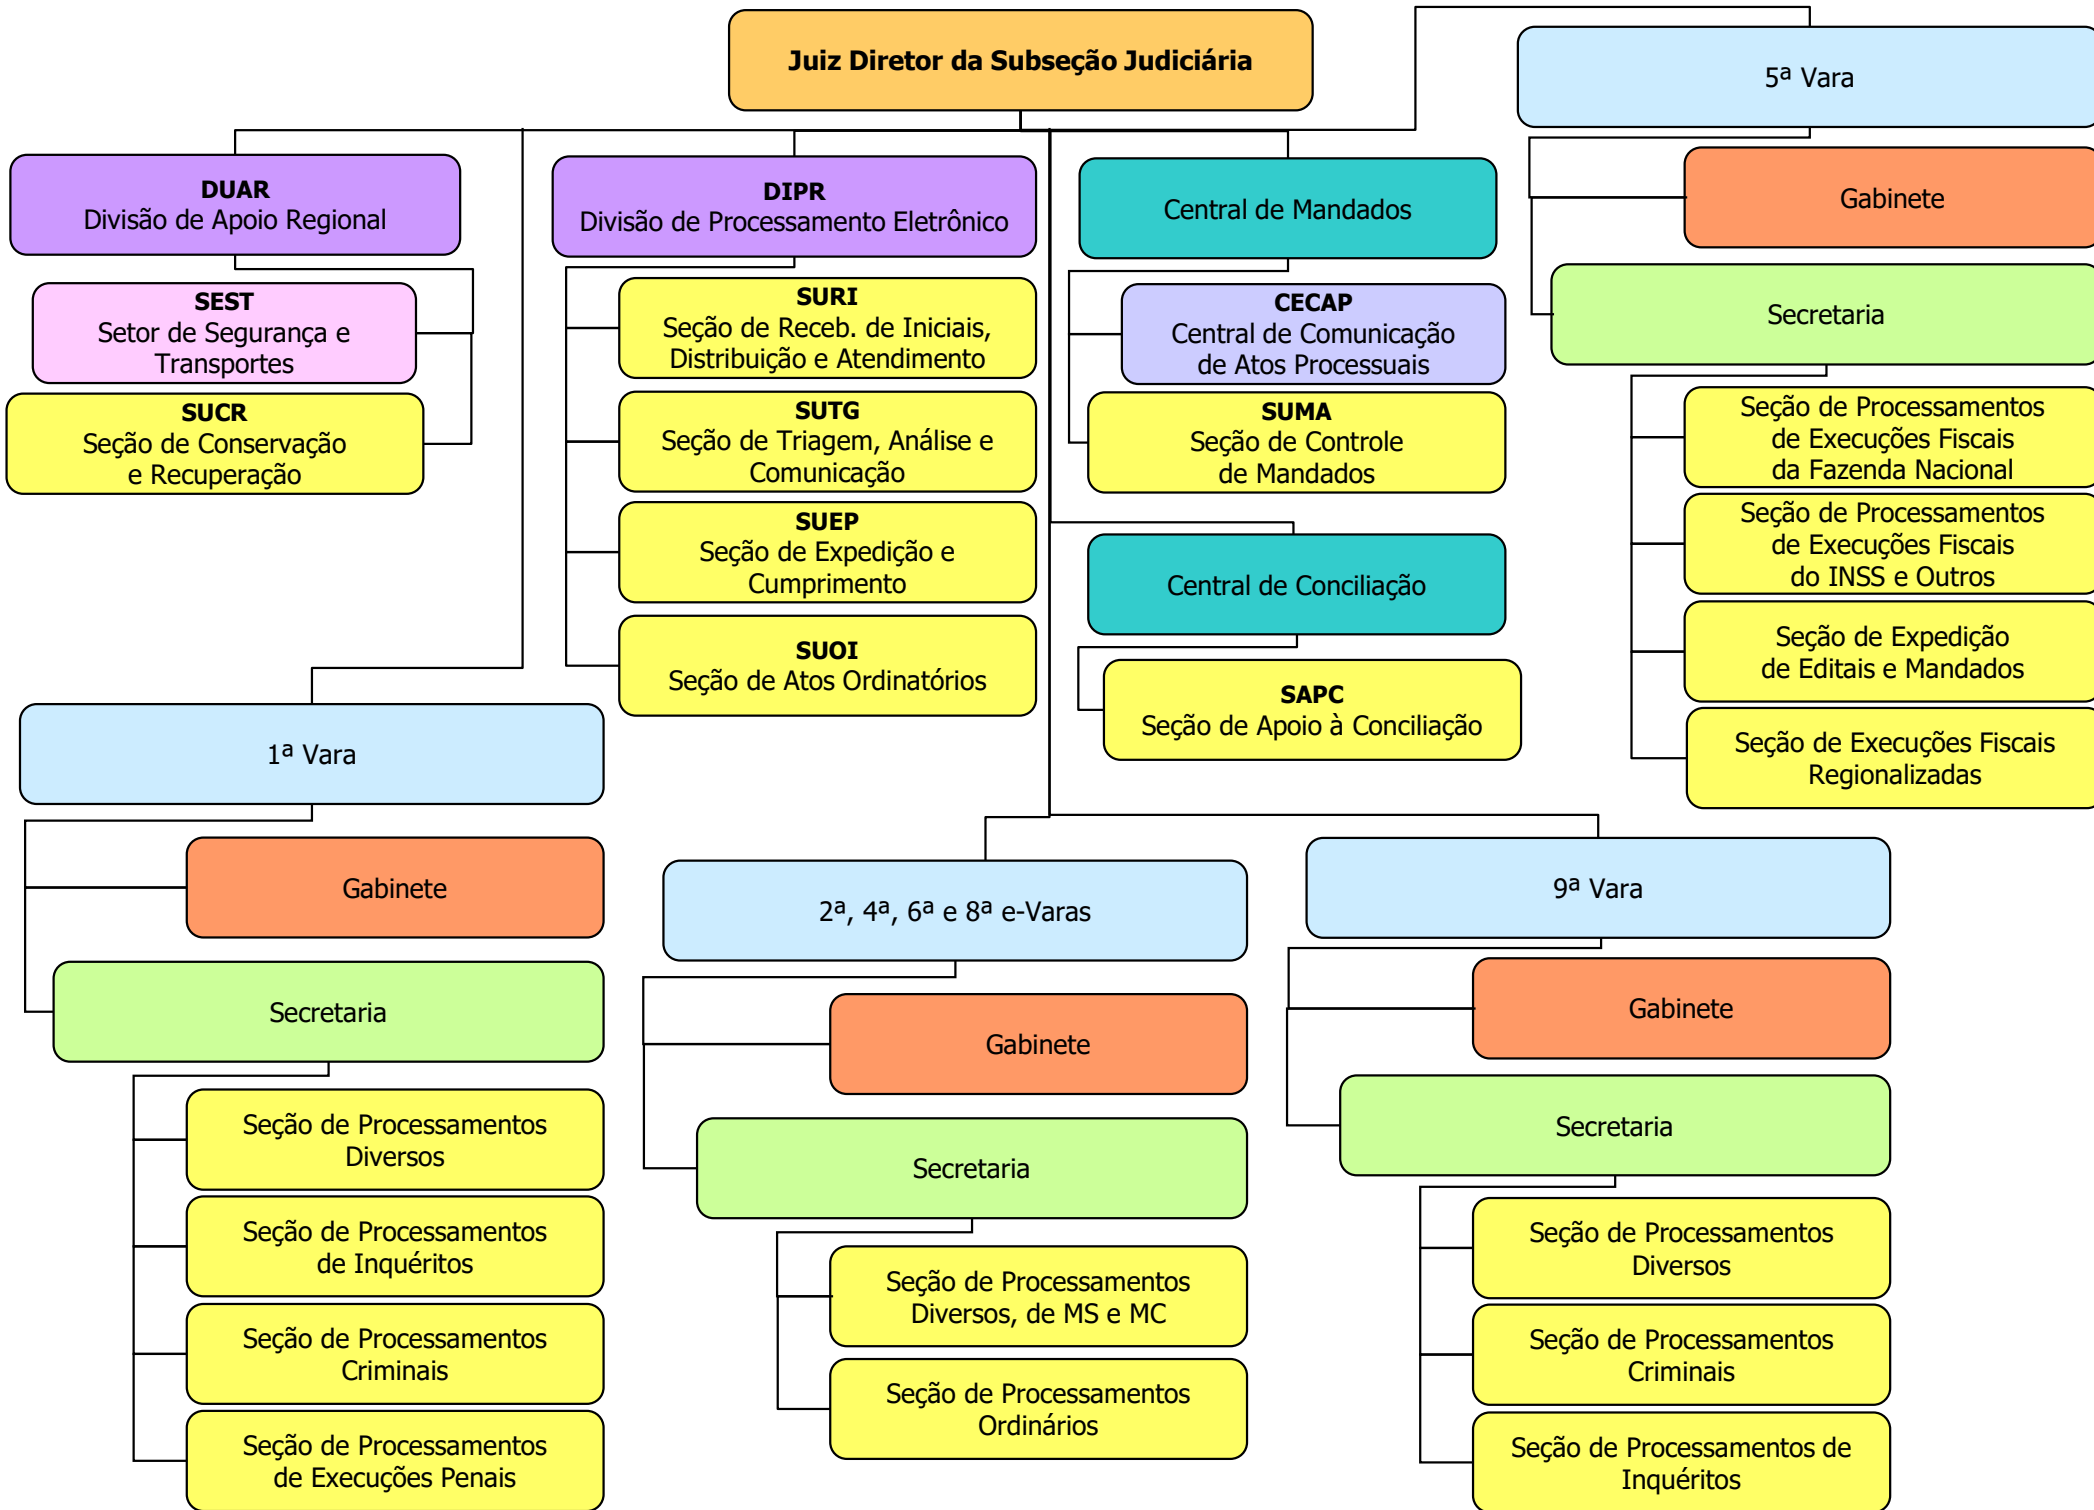 Juiz Diretor da Subseção Judiciária
DUAR
Divisão de Apoio Regional
SEST
Setor de Segurança e
Transportes
SUCR
Seção de Conservação
e Recuperação
DIPR
Divisão de Processamento Eletrônico
SURI
Seção de Receb. de Iniciais,
Distribuição e Atendimento
SUTG
Seção de Triagem, Análise e
Comunicação
SUEP
Seção de Expedição e
Cumprimento
SUOI
Seção de Atos Ordinatórios
Central de Mandados
CECAP
Central de Comunicação
de Atos Processuais
SUMA
Seção de Controle
de Mandados
Central de Conciliação
SAPC
Seção de Apoio à Conciliação
5ª Vara
Gabinete
Secretaria
Seção de Processamentos
de Execuções Fiscais
da Fazenda Nacional
Seção de Processamentos
de Execuções Fiscais
do INSS e Outros
Seção de Expedição
de Editais e Mandados
Seção de Execuções Fiscais
Regionalizadas
1ª Vara
Gabinete
Secretaria
Seção de Processamentos
Diversos
Seção de Processamentos
de Inquéritos
Seção de Processamentos
Criminais
Seção de Processamentos
de Execuções Penais
2ª, 4ª, 6ª e 8ª e-Varas
Gabinete
Secretaria
Seção de Processamentos
Diversos, de MS e MC
Seção de Processamentos
Ordinários
9ª Vara
Gabinete
Secretaria
Seção de Processamentos
Diversos
Seção de Processamentos
Criminais
Seção de Processamentos de
Inquéritos